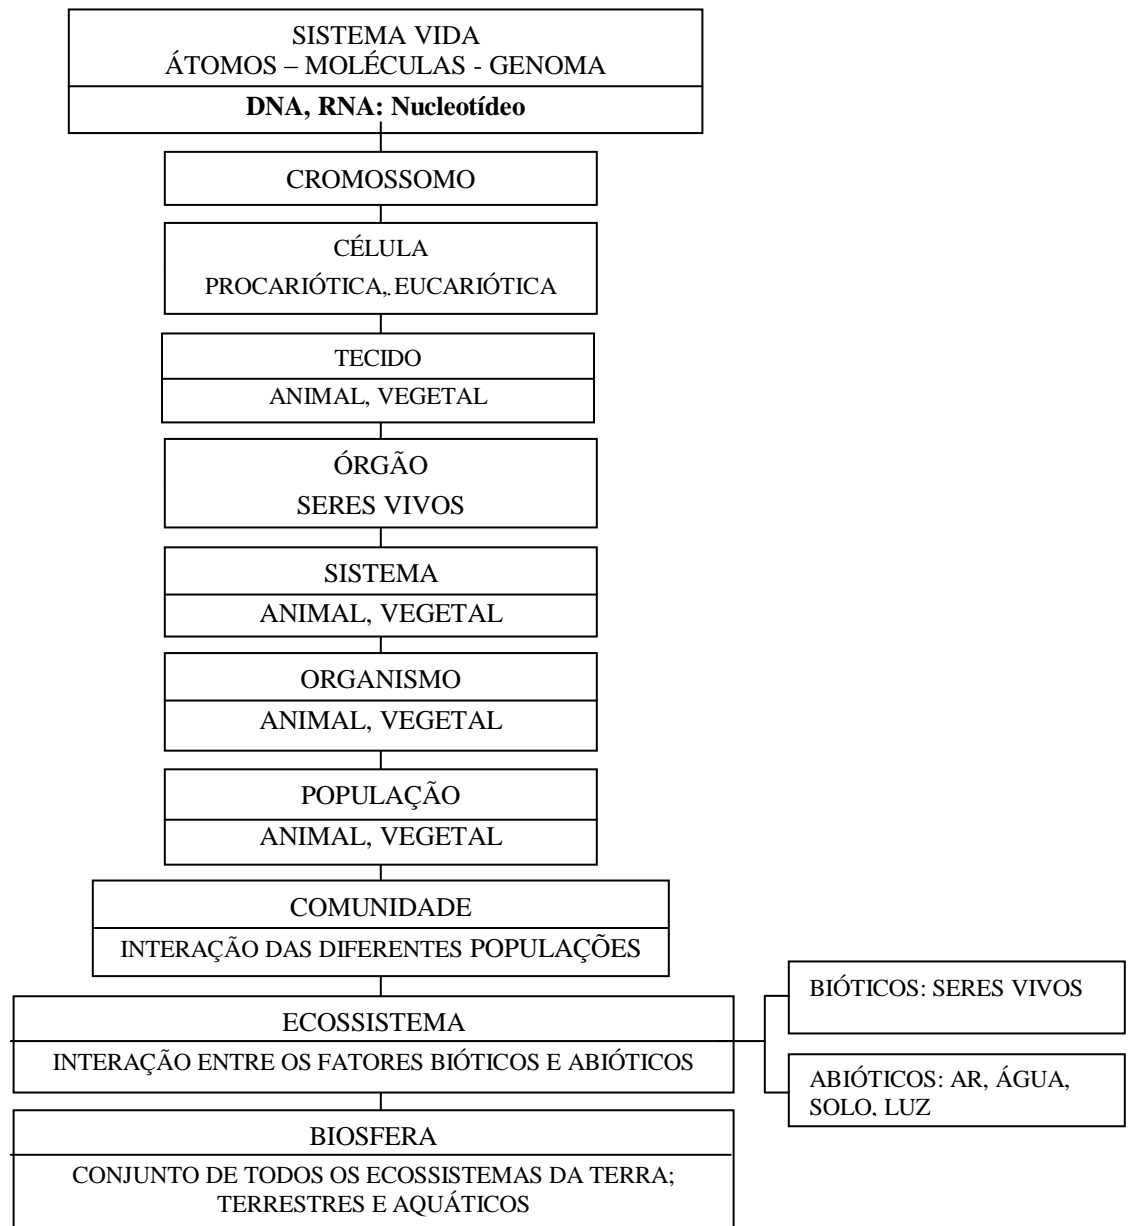 SISTEMA VIDA
ÁTOMOS – MOLÉCULAS - GENOMA
DNA, RNA: Nucleotídeo
CROMOSSOMO
CÉLULA
PROCARIÓTICA, EUCARIÓTICA
TECIDO
ANIMAL, VEGETAL
ÓRGÃO
SERES VIVOS
SISTEMA
ANIMAL, VEGETAL
ORGANISMO
ANIMAL, VEGETAL
POPULAÇÃO
ANIMAL, VEGETAL
COMUNIDADE
INTERAÇÃO DAS DIFERENTES POPULAÇÕES
ECOSSISTEMA
INTERAÇÃO ENTRE OS FATORES BIÓTICOS E ABIÓTICOS
BIÓTICOS: SERES VIVOS
ABIÓTICOS: AR, ÁGUA,
SOLO, LUZ
BIOSFERA
CONJUNTO DE TODOS OS ECOSSISTEMAS DA TERRA;
TERRESTRES E AQUÁTICOS